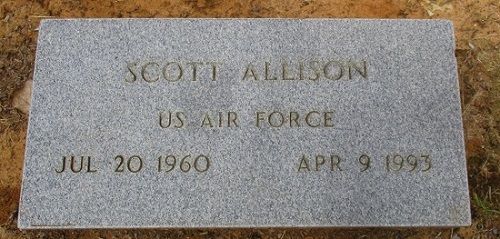 SCOTT ALLISON
US AIR FORCE
JUL 20 1960 APR 9 1993